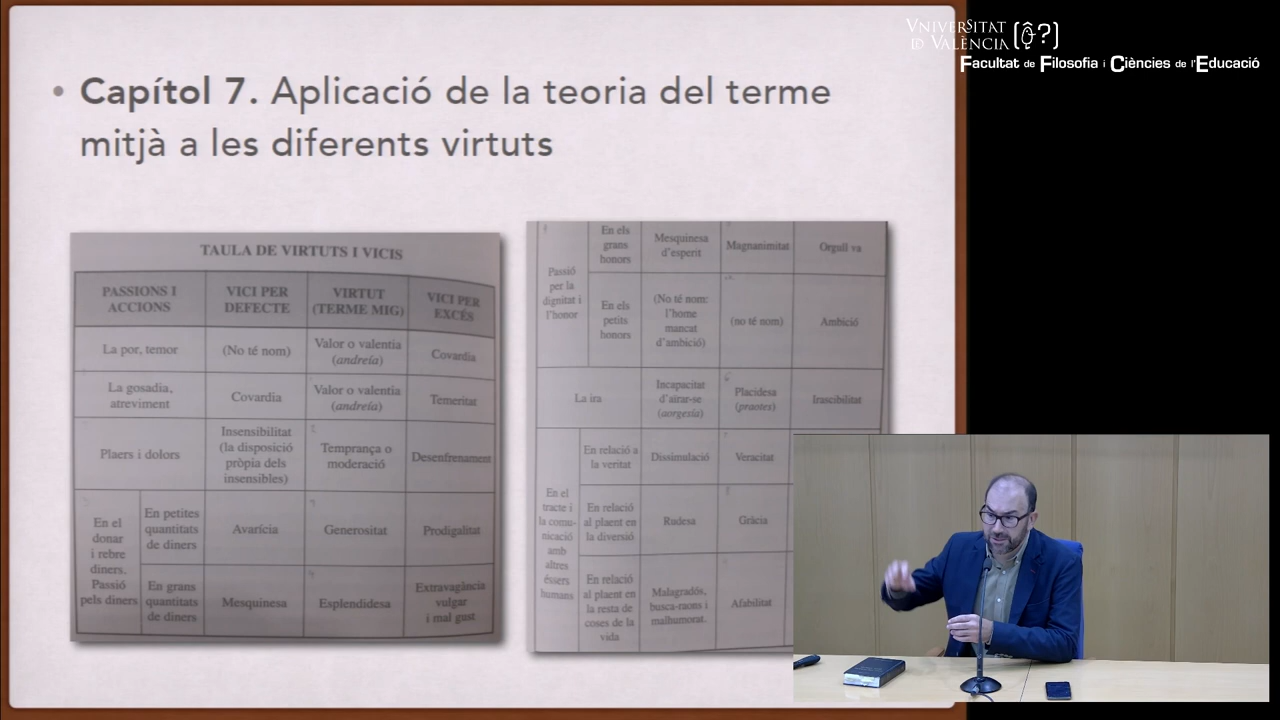 • Capítol 7. Aplicació de la teoria del terme
mitjà a les diferents virtuts
VNIVERSITAT
ID VALÈNCIA
Facultat de Filosofia i Ciències de l'Educació
TAULA DE VIRTUTS I VICIS
PASSIONS I
ACCIONS
VICI PER
DEFECTE
VIRTUT
(TERME MIG)
VICI PER
EXCÉS
La por, temor
(No té nom)
Valor o valentia
(andreía)
Covardia
La gosadia,
atreviment
Covardia
Valor o valentia
(andreía)
Temeritat
Plaers i dolors
Insensibilitat
(la disposició
pròpia dels
insensibles)
Temprança o
moderació
Desenfrenament
En el
donar
i rebre
diners.
Passió
pels diners
En petites
quantitats
de diners
Avarícia
Generositat
Prodigalitat
En grans
quantitats
de diners
Mesquinesa
Esplendidesa
Extravagància
vulgar
i mal gust
Passió
per la
dignitat i
l'honor
En els
grans
honors
Mesquinesa
d'esperit
Magnanimitat
Orgull va
En els
petits
honors
(No té nom:
l'home
mancat
d'ambició)
(no té nom)
Ambició
La ira
Incapacitat
d'airar-se
(aorgesia)
Placidesa
(praotes)
Irascibilitat
En el
tracte i
la comu-
nicació
amb
altres
éssers
humans
En relació a
la veritat
Dissimulació
Veracitat
En relació
al plaent en
la diversió
Rudesa
Gràcia
En relació
al plaent en
la resta de
coses de la
vida
Malagradós,
busca-raons i
malhumorat.
Afabilitat